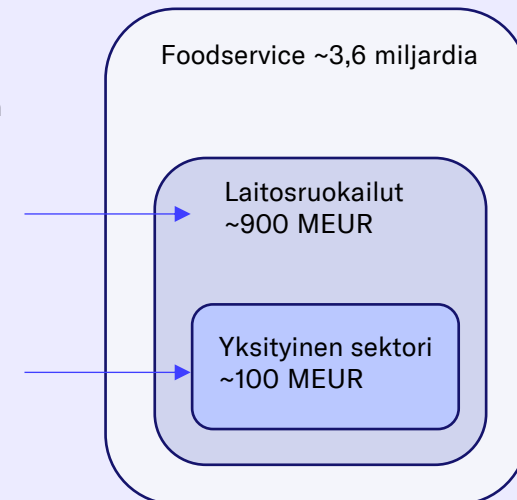 Foodservice ~3,6 miljardia
Laitosruokailut
~900 MEUR
Yksityinen sektori
~100 MEUR